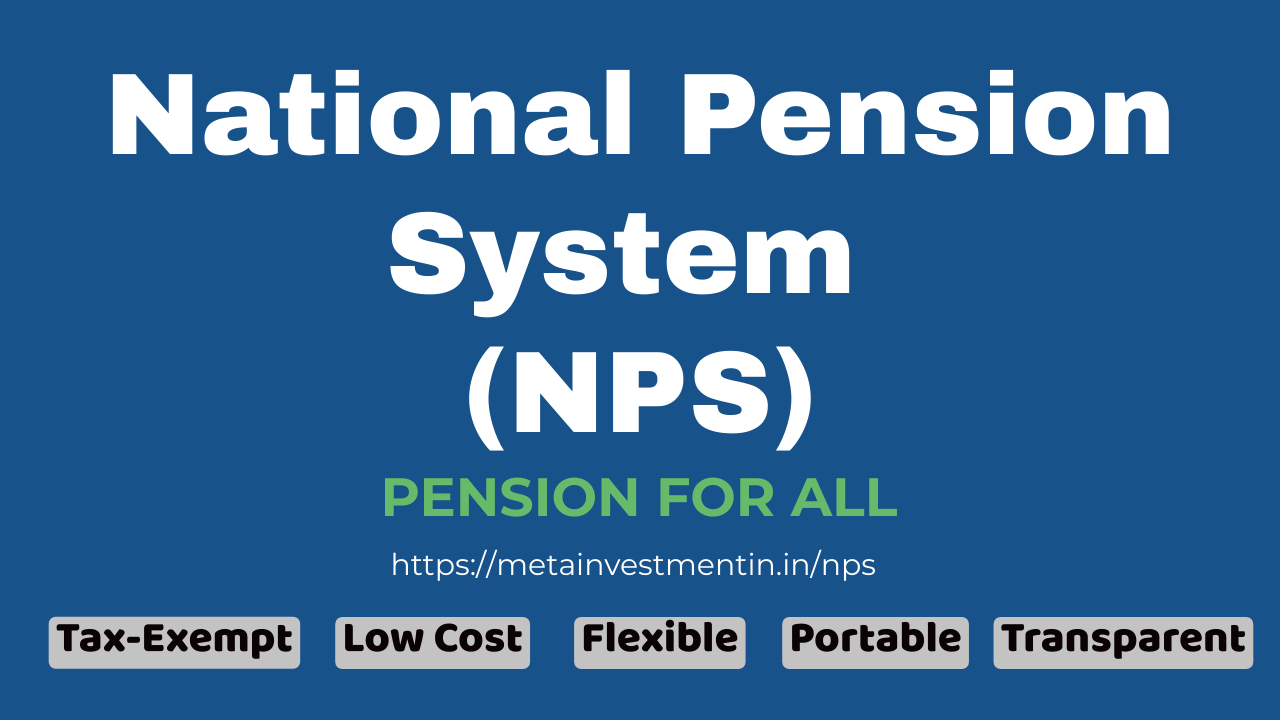 National Pension
System
(NPS)
PENSION FOR ALL
https://metainvestmentin.in/nps
Tax-Exempt Low Cost Flexible Portable Transparent